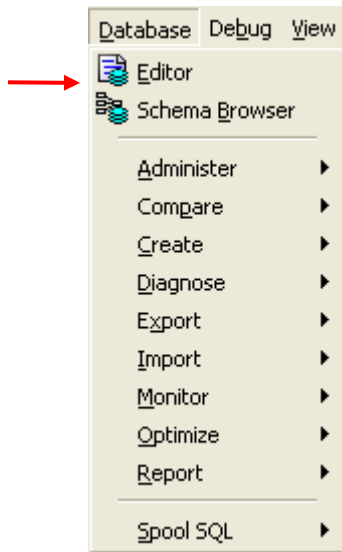 Database Debug View
Editor
Schema Browser
Administer
Compare
Create
Diagnose
Export
Import
Monitor
Optimize
Report
Spool SQL